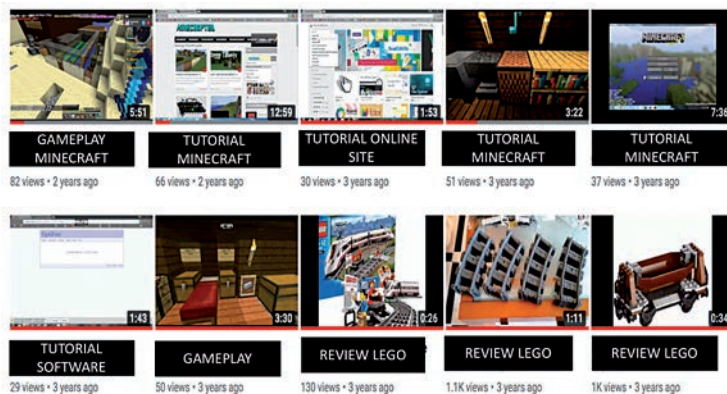 5:51
12:59
11:53
3:22
7:36
MINECRAFT
GAMEPLAY
MINECRAFT
TUTORIAL
MINECRAFT
TUTORIAL ONLINE
SITE
TUTORIAL
MINECRAFT
TUTORIAL
MINECRAFT
82 views • 2 years ago
66 views • 2 years ago
30 views • 3 years ago
51 views • 3 years ago
37 views • 3 years ago
1:43
3:30
0:26
1:11
0:34
TUTORIAL
SOFTWARE
GAMEPLAY
REVIEW LEGO
REVIEW LEGO
REVIEW LEGO
29 views • 3 years ago
50 views • 3 years ago
130 views • 3 years ago
1.1K views • 3 years ago
1K views • 3 years ago